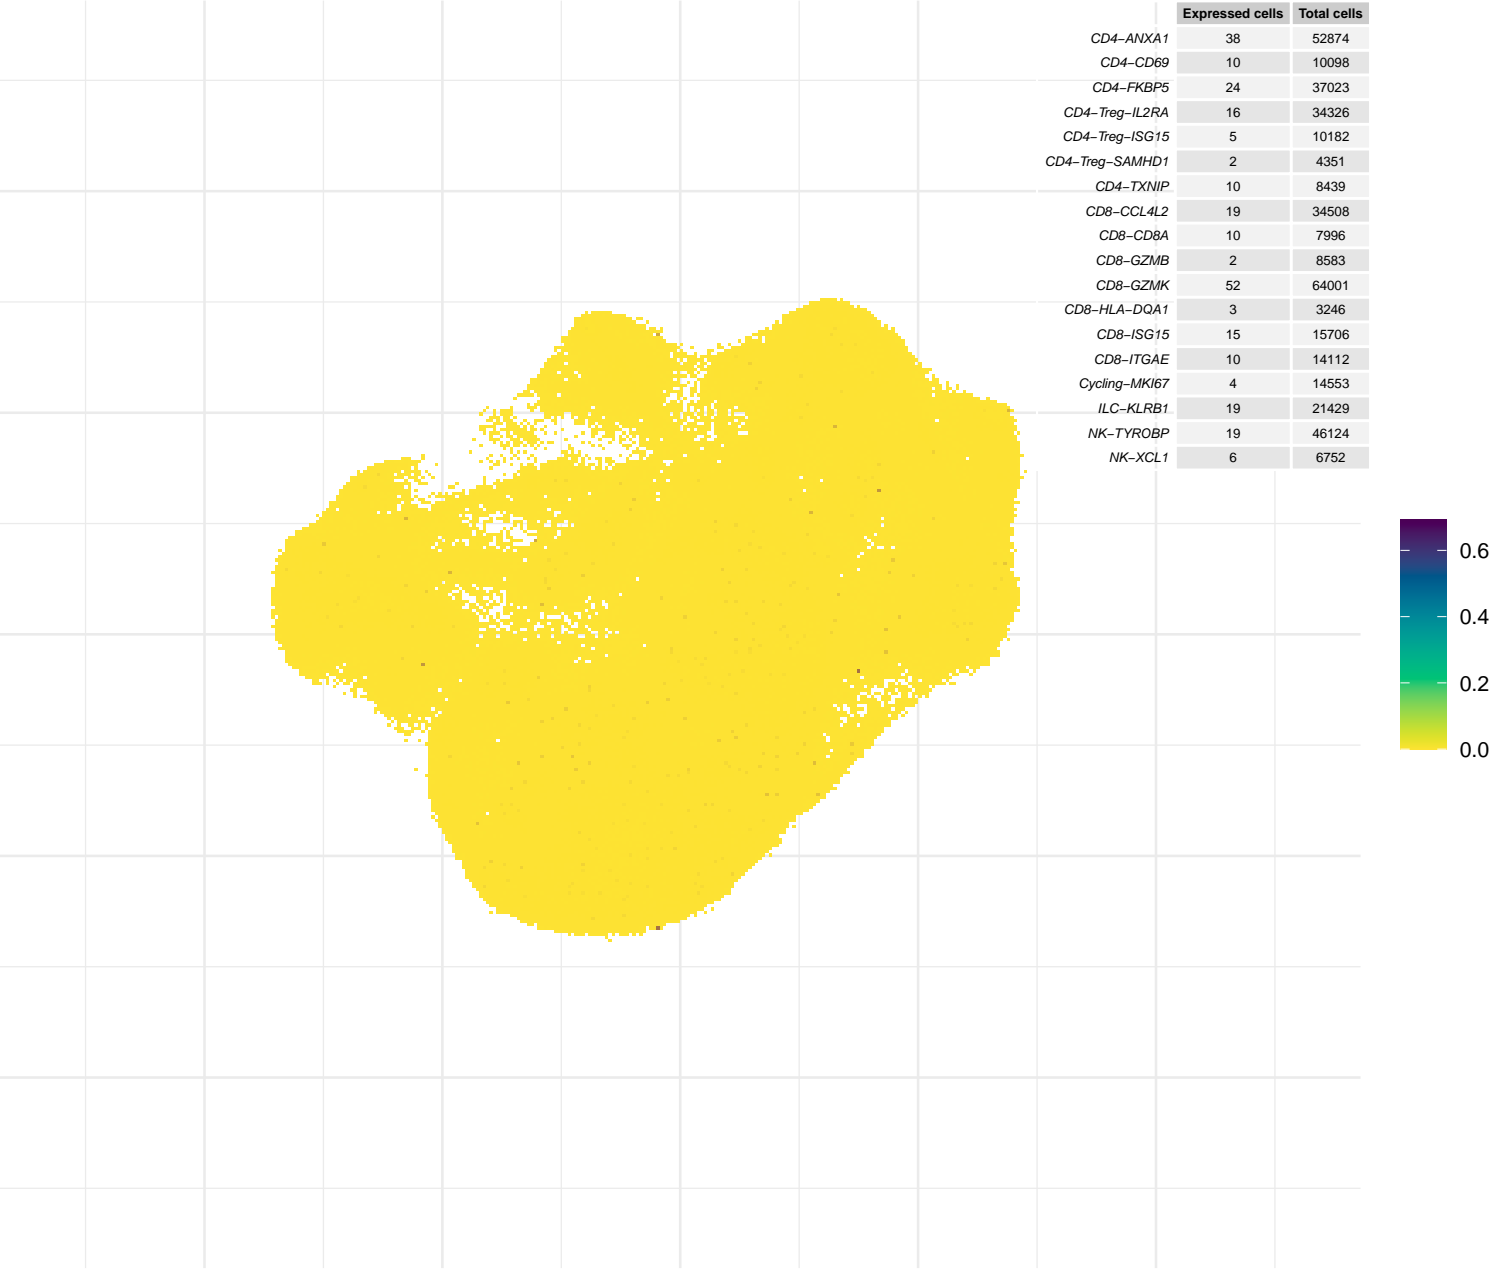 Expressed cells Total cells
CD4−ANXA1 38 52874
CD4−CD69 10 10098
CD4−FKBP5 24 37023
CD4−Treg−IL2RA 16 34326
CD4−Treg−ISG15 5 10182
CD4−Treg−SAMHD1 2 4351
CD4−TXNIP 10 8439
CD8−CCL4L2 19 34508
CD8−CD8A 10 7996
CD8−GZMB 2 8583
CD8−GZMK 52 64001
CD8−HLA−DQA1 3 3246
CD8−ISG15 15 15706
CD8−ITGAE 10 14112
Cycling−MKI67 4 14553
ILC−KLRB1 19 21429
NK−TYROBP 19 46124
NK−XCL1 6 6752
0.6
0.4
0.2
0.0